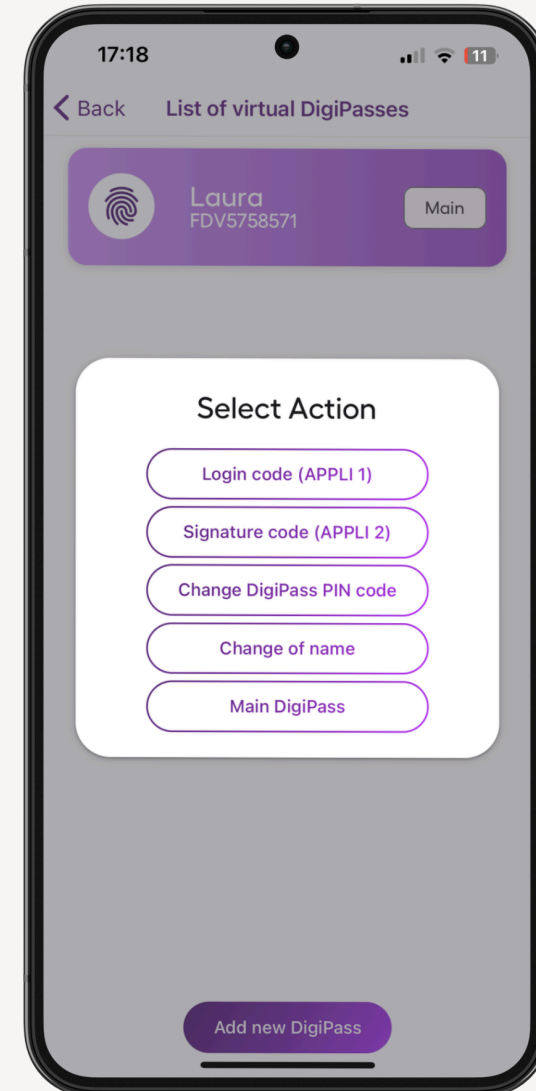 17:18
11
Back
List of virtual DigiPasses
Laura
FDV5758571
Main
Select Action
Login code (APPLI 1)
Signature code (APPLI 2)
Change DigiPass PIN code
Change of name
Main DigiPass
Add new DigiPass